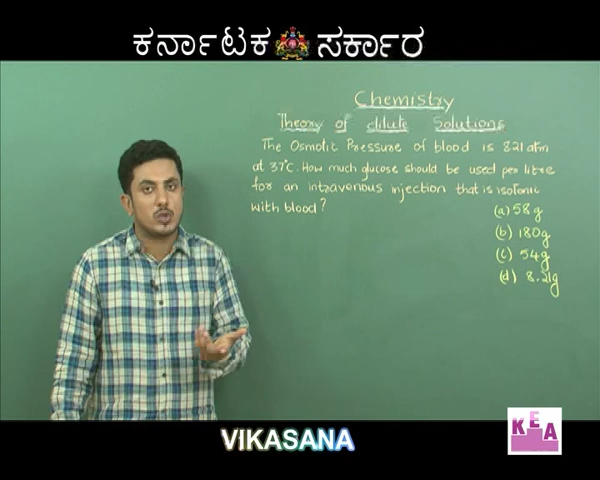 ಕರ್ನಾಟಕ ಸರ್ಕಾರ
Chemistry
Theory of dilute Solutions
The Osmotic Pressure of blood is 8.21 atm
at 37°C. How much glucose should be used per litre
for an intravenous injection that is isotonic
with blood?
(a) 58g
(b) 180g
(c) 54g
(d) 8.21g
VIKASANA
KEA